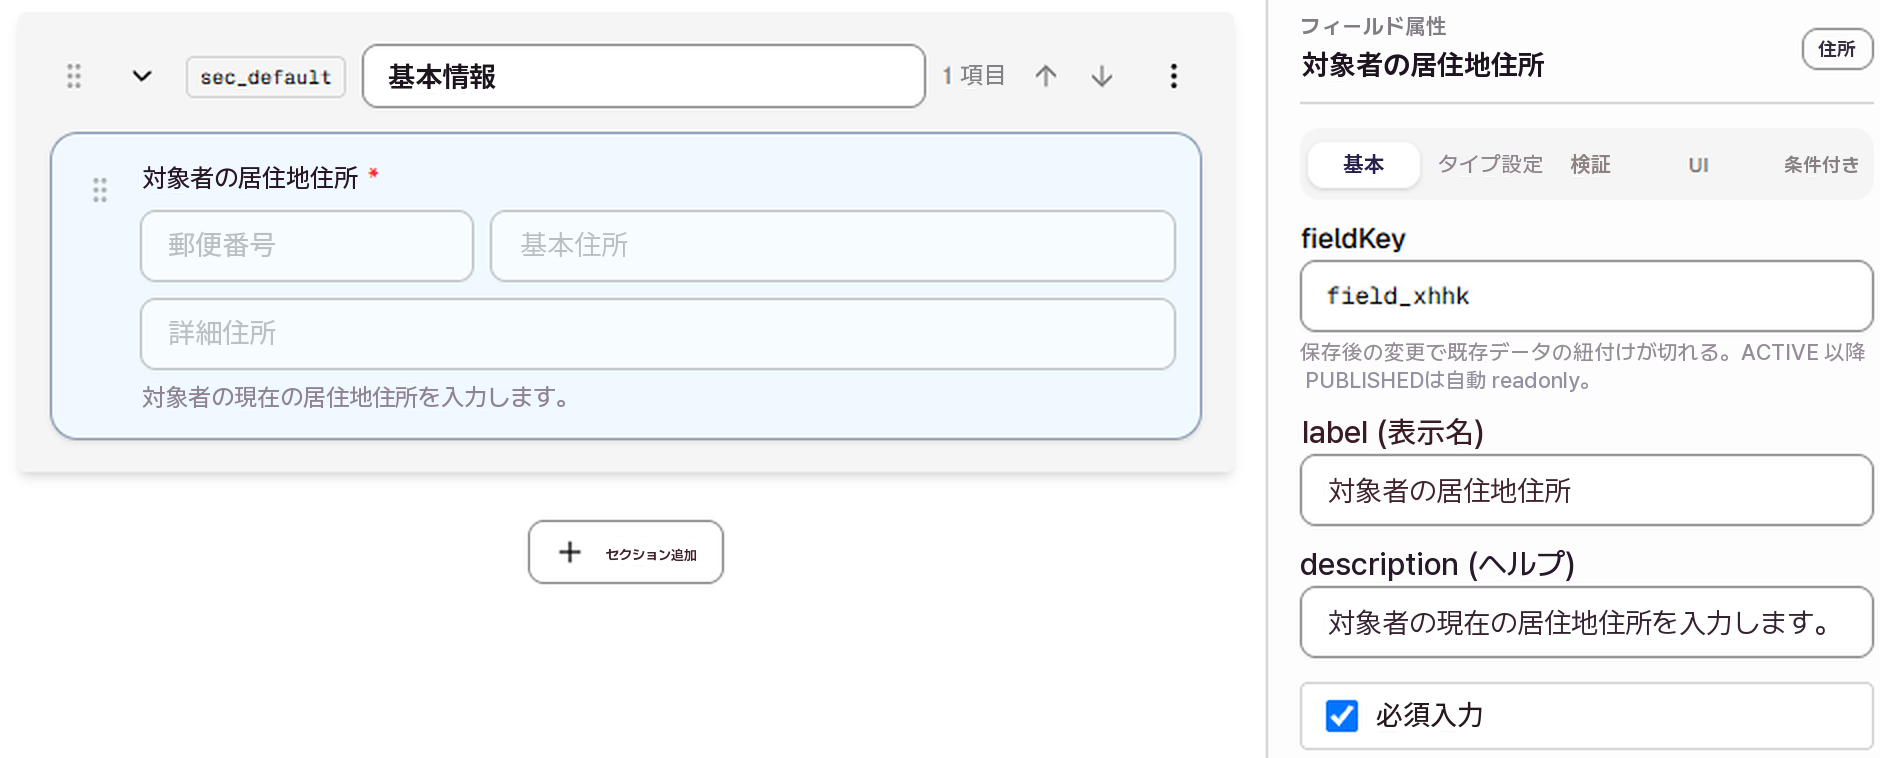 sec_default
基本情報
1 項目
対象者の居住地住所 *
郵便番号
基本住所
詳細住所
対象者の現在の居住地住所を入力します。
+ セクション追加
フィールド属性
対象者の居住地住所
住所
基本
タイプ設定
検証
UI
条件付き
fieldKey
field_xhhk
保存後の変更で既存データの紐付けが切れる。ACTIVE 以降
PUBLISHEDは自動 readonly。
label (表示名)
対象者の居住地住所
description (ヘルプ)
対象者の現在の居住地住所を入力します。
必須入力